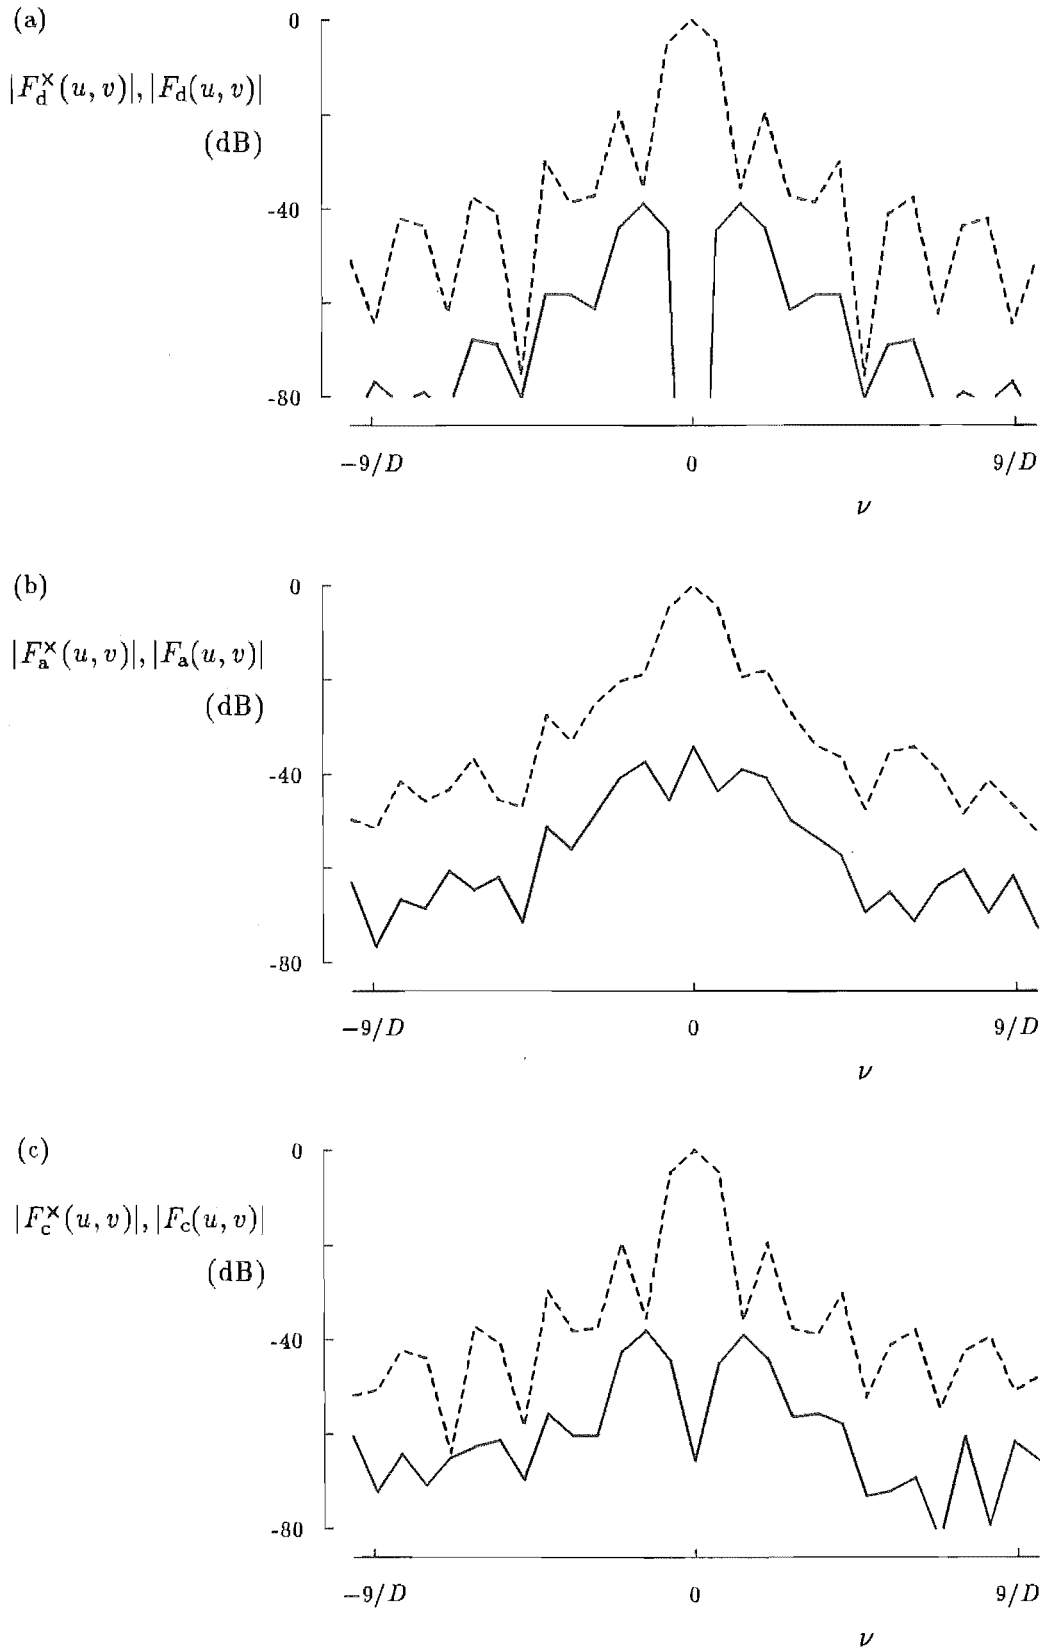 (a)
|F_d^×(u, v)|, |F_d(u, v)|
(dB)
0
-40
-80
−9/D 0 9/D
ν
(b)
|F_a^×(u, v)|, |F_a(u, v)|
(dB)
0
-40
-80
−9/D 0 9/D
ν
(c)
|F_c^×(u, v)|, |F_c(u, v)|
(dB)
0
-40
-80
−9/D 0 9/D
ν